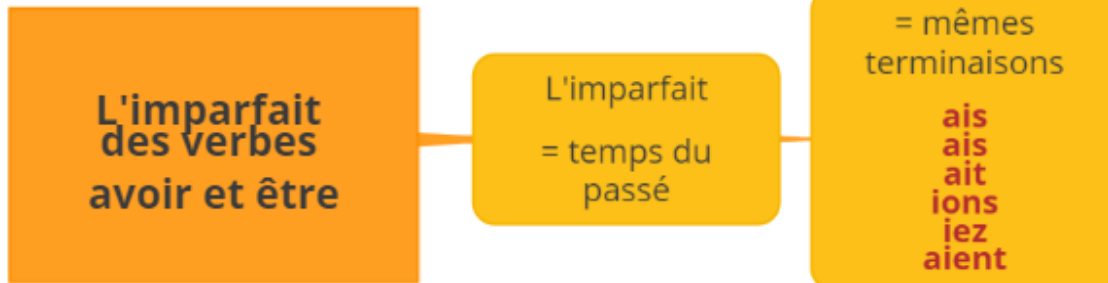 L'imparfait
des verbes
avoir et être
L'imparfait
= temps du
passé
= mêmes
terminaisons
ais
ais
ait
ions
iez
aient